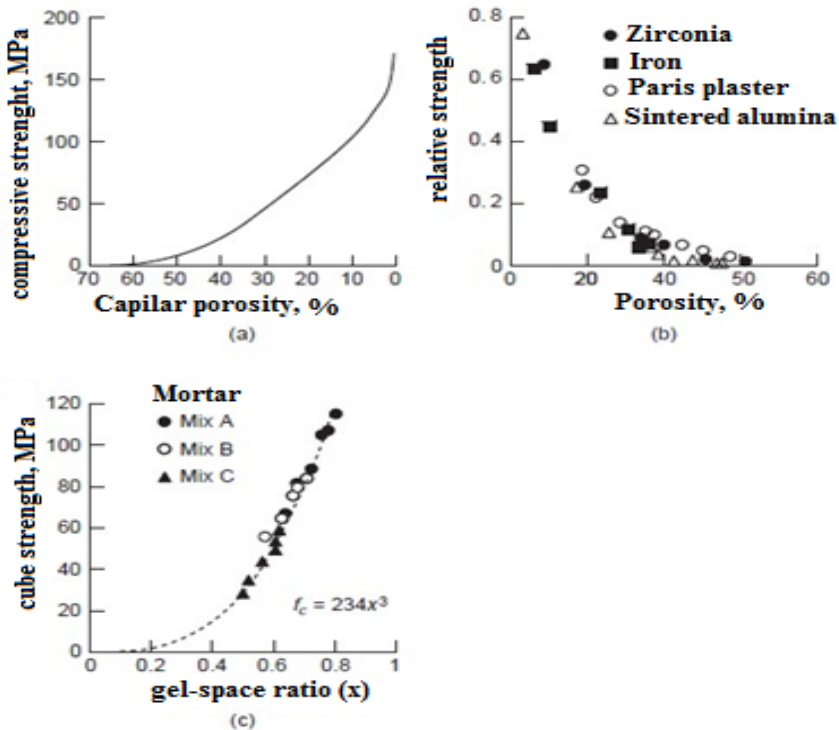 compressive strenght, MPa
200
150
100
50
0
70 60 50 40 30 20 10 0
Capilar porosity, %
(a)
relative strength
0.8
0.6
0.4
0.2
0
0 20 40 50 60
Zirconia
Iron
Paris plaster
Sintered alumina
Porosity, %
(b)
cube strength, MPa
120
100
80
60
40
20
0
0 0.2 0.4 0.6 0.8 1
Mortar
Mix A
Mix B
Mix C
f_c = 234x³
gel-space ratio (x)
(c)